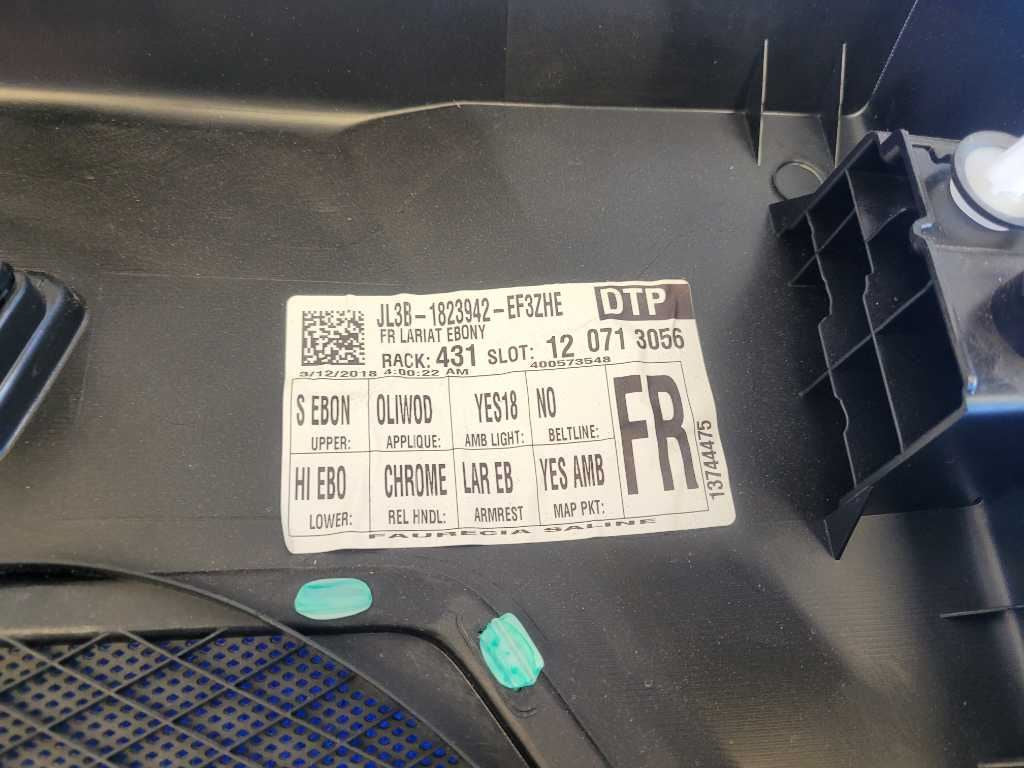 JL3B-1823942-EF3ZHE DTP
FR LARIAT EBONY
RACK: 431 SLOT: 12 071 3056
3/12/2018 4:00:22 AM 400573548
S EBON OLIWOD YES18 NO FR
UPPER: APPLIQUE: AMB LIGHT: BELTLINE:
HI EBO CHROME LAR EB YES AMB
LOWER: REL HNDL: ARMREST MAP PKT:
13744475
FAURECIA SALINE